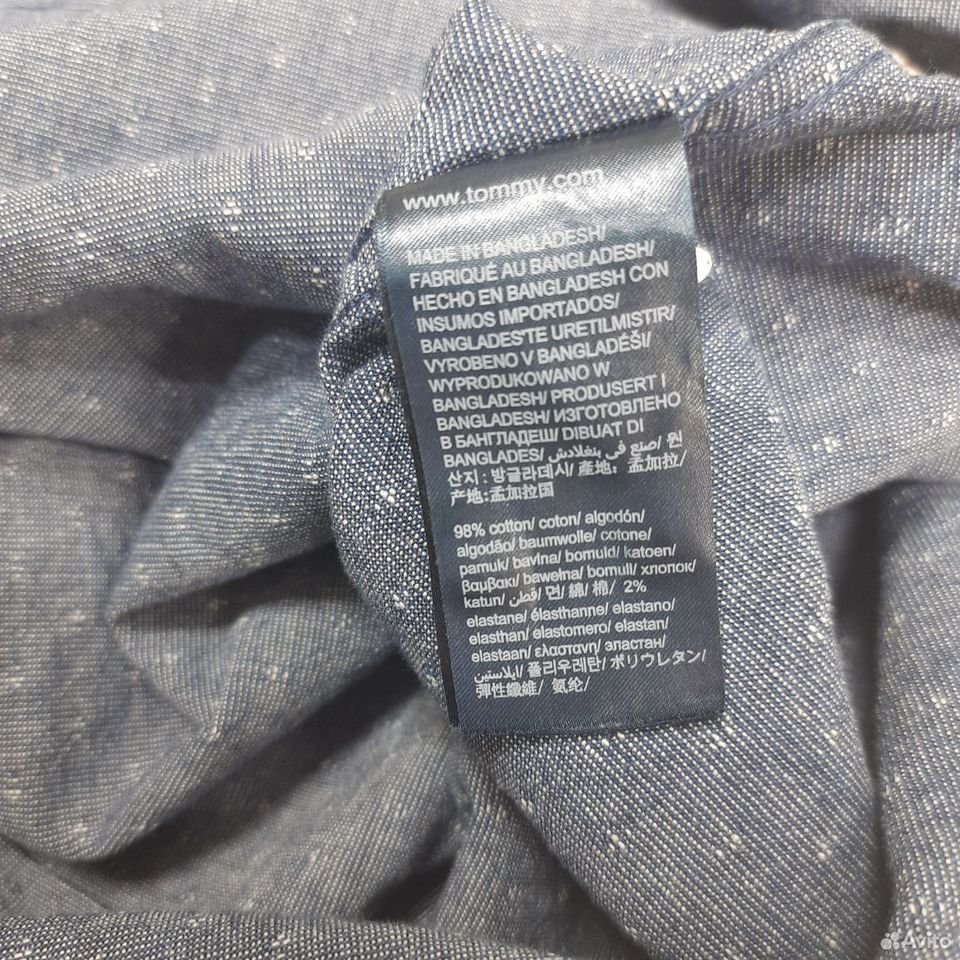 www.tommy.com
MADE IN BANGLADESH/
FABRIQUÉ AU BANGLADESH/
HECHO EN BANGLADESH CON
INSUMOS IMPORTADOS/
BANGLADES'TE URETILMISTIR/
VYROBENO V BANGLADÉŠI/
WYPRODUKOWANO W
BANGLADESH/ PRODUSERT I
BANGLADESH/ ИЗГОТОВЛЕНО
В БАНГЛАДЕШ/ DIBUAT DI
BANGLADES/ صنع في بنغلادش/ 원
산지 : 방글라데시/ 產地: 孟加拉/
产地:孟加拉国
98% cotton/ coton/ algodón/
algodão/ baumwolle/ cotone/
pamuk/ bavlna/ bomuld/ katoen/
βαμβακι/ bawełna/ bomull/ хлопок/
katun/ قطن/ 면/ 綿/ 棉/ 2%
elastane/ élasthanne/ elastano/
elasthan/ elastomero/ elastan/
elastaan/ ελαστανη/ эластан/
ايلاستين/ 폴리우레탄/ ポリウレタン/
彈性纖維/ 氨纶/
Avito